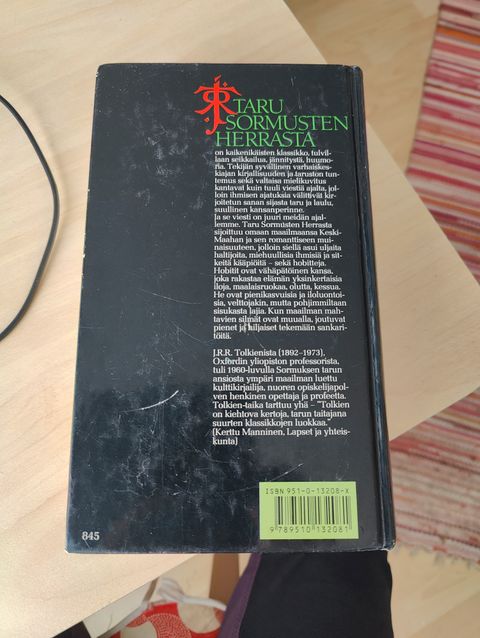 TARU
SORMUSTEN
HERRASTA
on kaikenikäisten klassikko, tulvil-
laan seikkailua, jännitystä, huumo-
ria. Tekijän syvällinen varhaiskes-
kiajan kirjallisuuden ja taruston tun-
temus sekä valtaisa mielikuvitus
kantavat kuin tuuli viestiä ajalta, jol-
loin ihmisen ajatuksia välittivät kir-
joitetun sanan sijasta taru ja laulu,
suullinen kansanperinne.
Ja se viesti on juuri meidän ajal-
lemme. Taru Sormusten Herrasta
sijoittuu omaan maailmaansa Keski-
Maahan ja sen romanttiseen mui-
naisuuteen, jolloin siellä asui uljaita
haltijoita, miehuullisia ihmisiä ja sit-
keitä kääpiöitä – sekä hobitteja.
Hobitit ovat vähäpätöinen kansa,
joka rakastaa elämän yksinkertaisia
iloja, maalaisruokaa, olutta, kessua.
He ovat pienikasvuisia ja iloluontoi-
sia, velttojakin, mutta pohjimmiltaan
sisukasta lajia. Kun maailman mah-
tavien silmät ovat muualla, joutuvat
pienet ja hiljaiset tekemään sankari-
töitä.
J.R.R. Tolkienista (1892–1973),
Oxfordin yliopiston professorista,
tuli 1960-luvulla Sormuksen tarun
ansiosta ympäri maailman luettu
kulttikirjailija, nuoren opiskelijapol-
ven henkinen opettaja ja profeetta.
Tolkien-taika tarttuu yhä – "Tolkien
on kiehtova kertoja, tarun taitajana
suurten klassikkojen luokkaa."
(Kerttu Manninen, Lapset ja yhteis-
kunta)
ISBN 951-0-13208-X
9 789510 132081
845